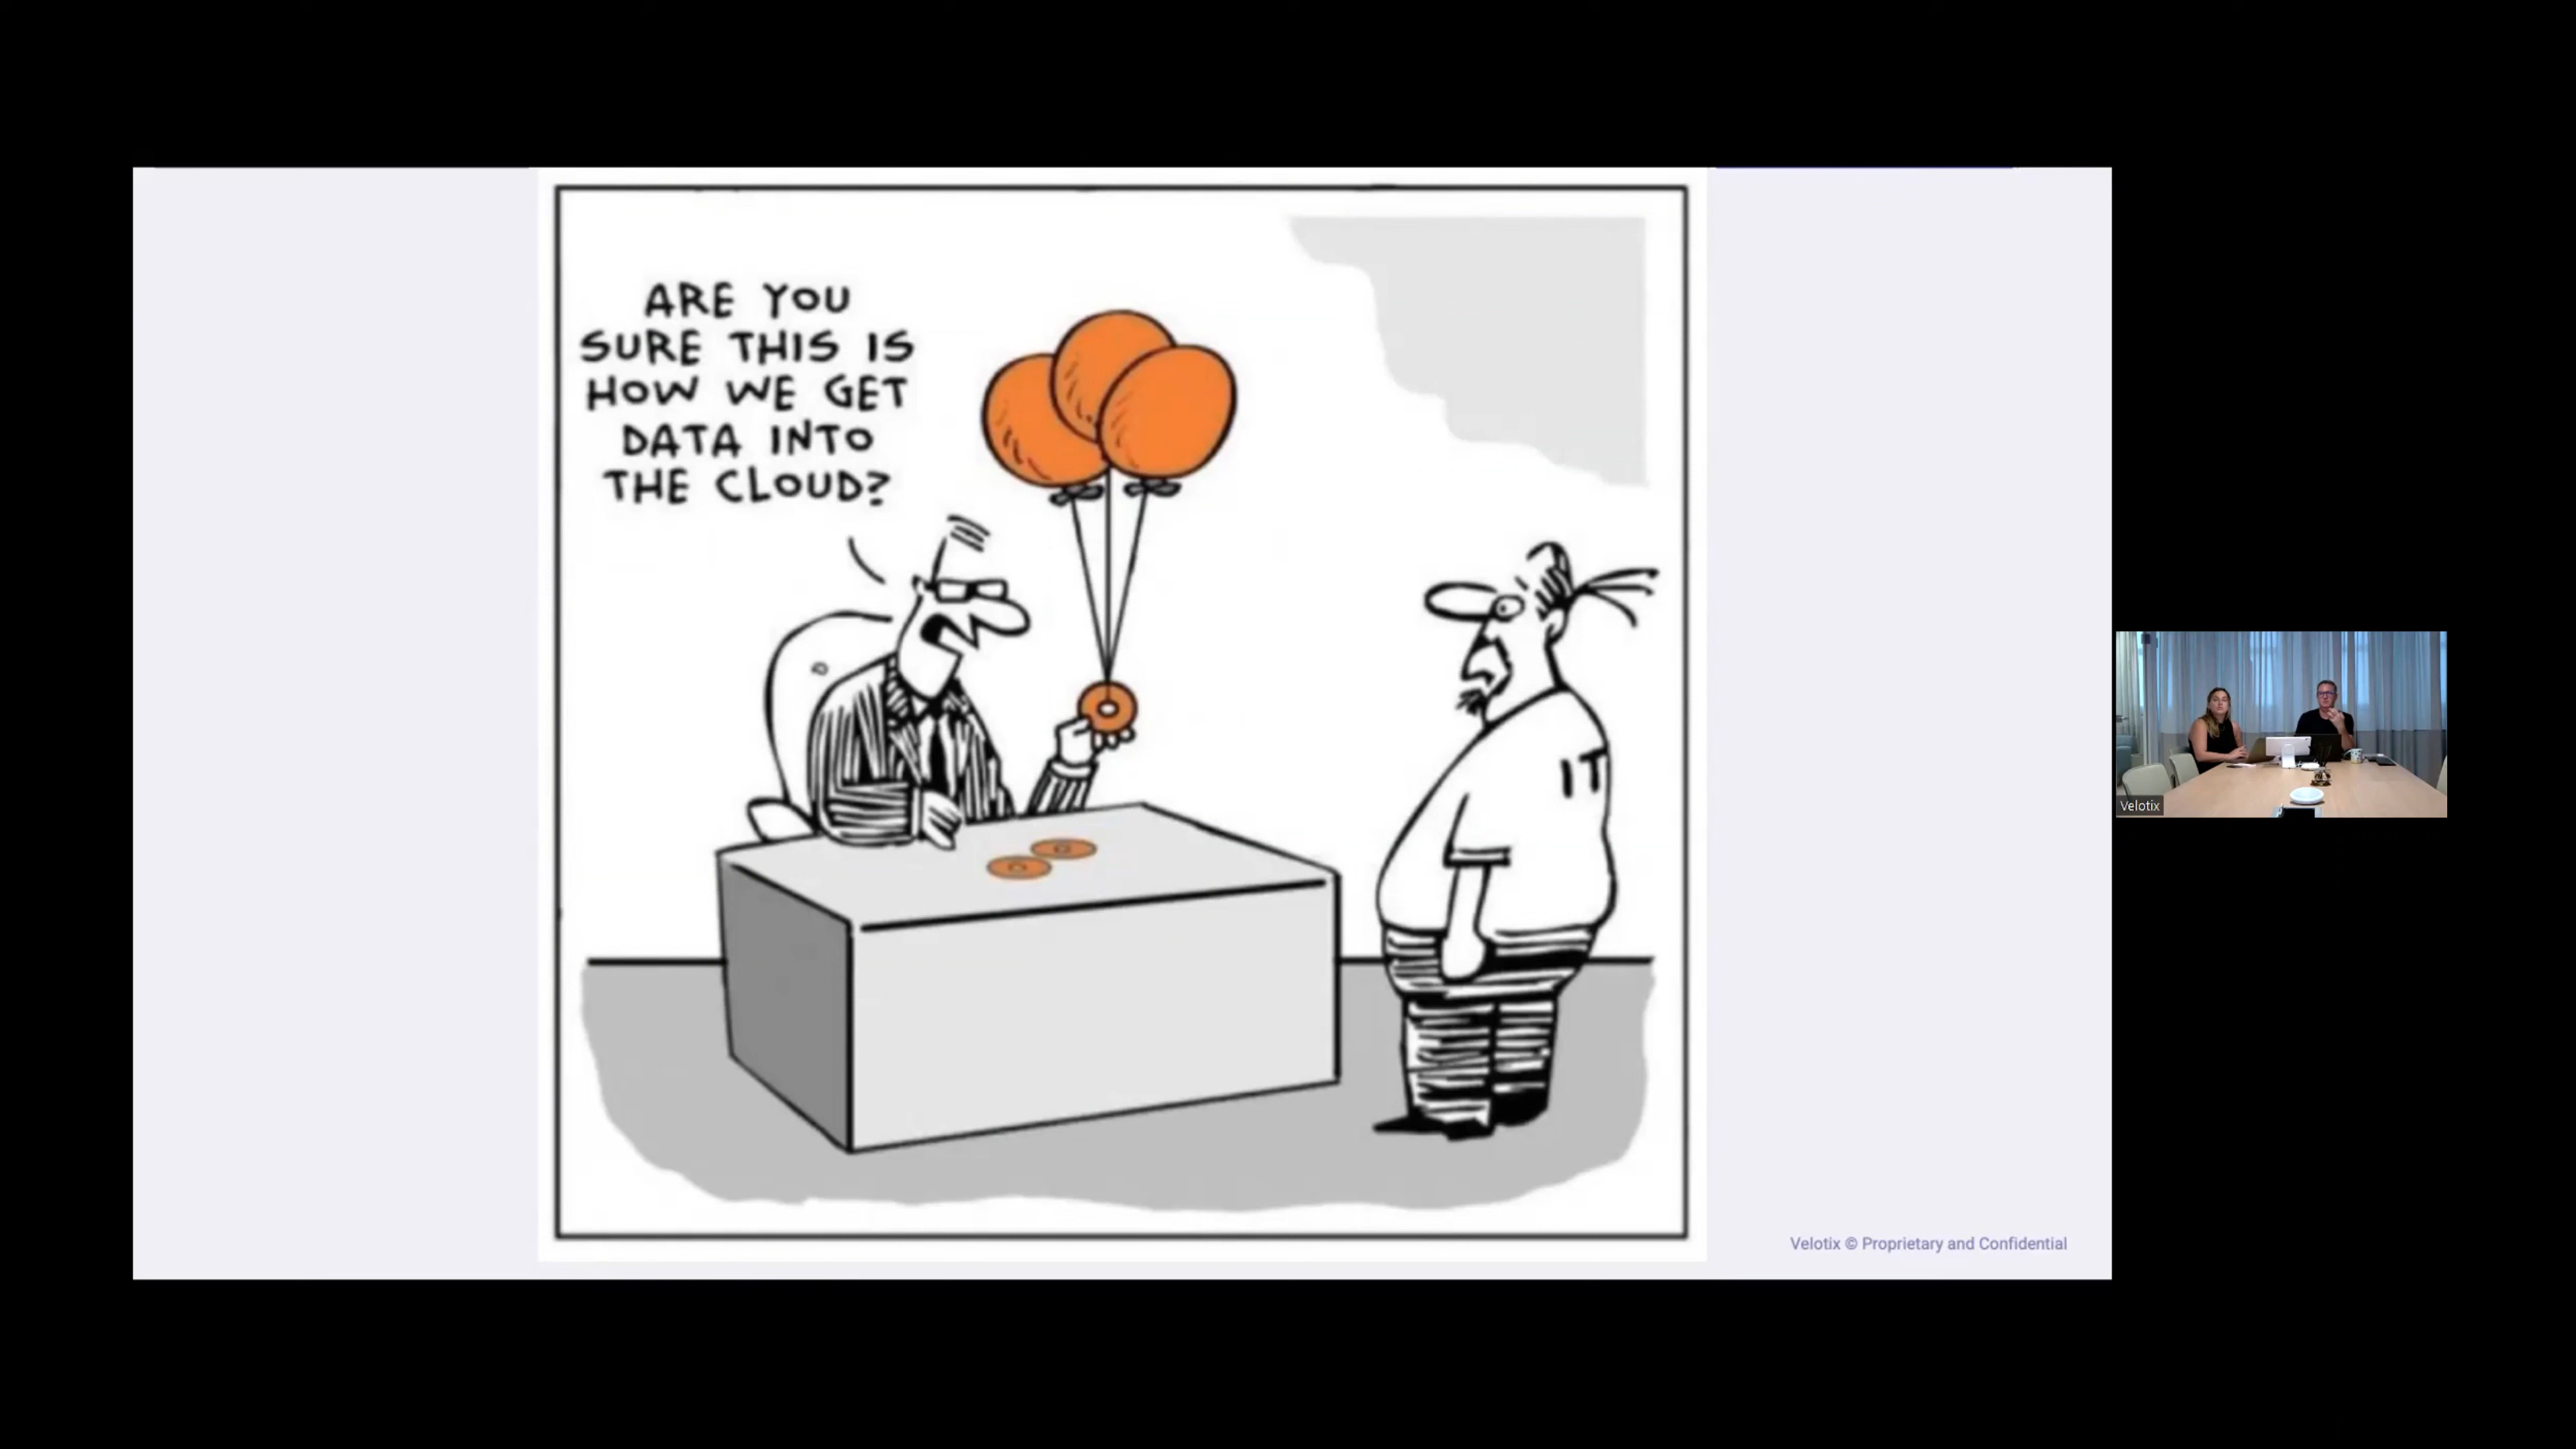 ARE YOU
SURE THIS IS
HOW WE GET
DATA INTO
THE CLOUD?
IT
Velotix
Velotix © Proprietary and Confidential